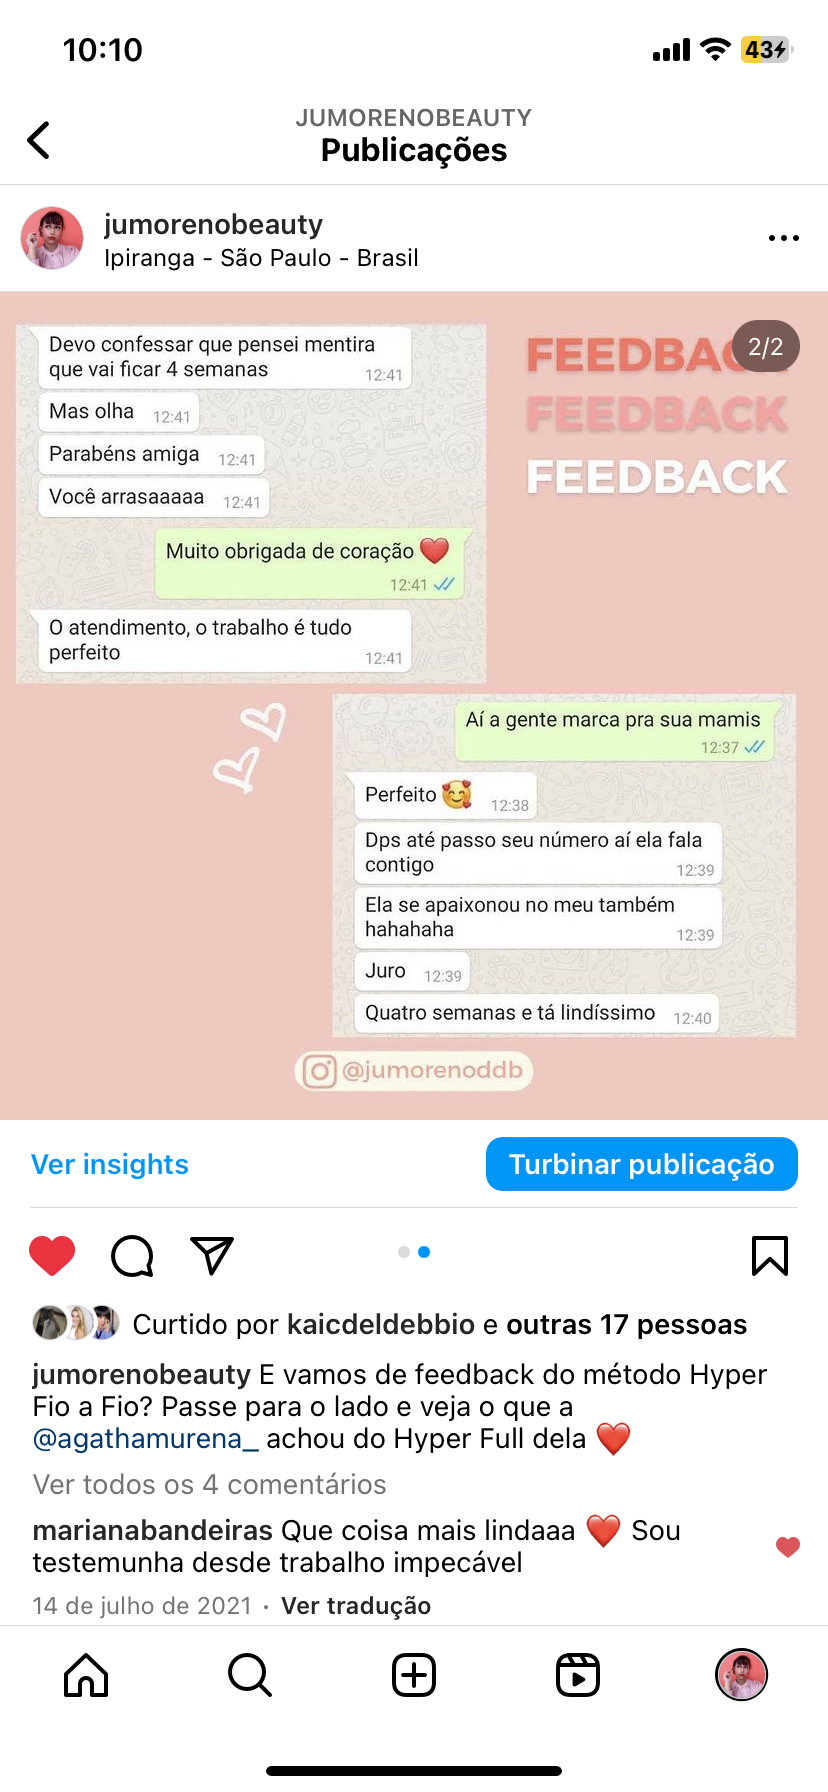 10:10
43
JUMORENOBEAUTY
Publicações
jumorenobeauty
Ipiranga - São Paulo - Brasil
2/2
Devo confessar que pensei mentira
que vai ficar 4 semanas
12:41
Mas olha 12:41
Parabéns amiga 12:41
Você arrasaaaaa 12:41
Muito obrigada de coração ❤️
12:41
O atendimento, o trabalho é tudo
perfeito
12:41
FEEDBACK
FEEDBACK
Aí a gente marca pra sua mamis
12:37
Perfeito 🥰 12:38
Dps até passo seu número aí ela fala
contigo
12:39
Ela se apaixonou no meu também
hahahaha
12:39
Juro 12:39
Quatro semanas e tá lindíssimo 12:40
@jumorenoddb
Ver insights
Turbinar publicação
Curtido por kaicdeldebbio e outras 17 pessoas
jumorenobeauty E vamos de feedback do método Hyper
Fio a Fio? Passe para o lado e veja o que a
@agathamurena_ achou do Hyper Full dela ❤️
Ver todos os 4 comentários
marianabandeiras Que coisa mais lindaaa ❤️ Sou
testemunha desde trabalho impecável
14 de julho de 2021 · Ver tradução